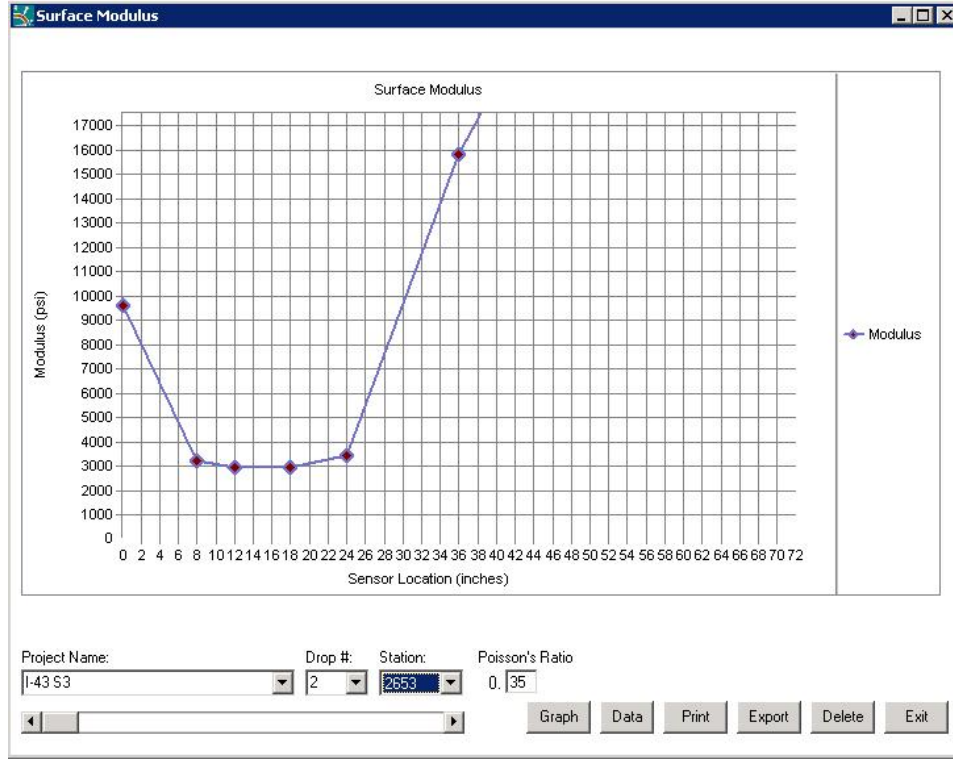 Surface Modulus
Surface Modulus
17000
16000
15000
14000
13000
12000
11000
10000
9000
8000
7000
6000
5000
4000
3000
2000
1000
0
Modulus (psi)
0 2 4 6 8 10 12 14 16 18 20 22 24 26 28 30 32 34 36 38 40 42 44 46 48 50 52 54 56 58 60 62 64 66 68 70 72
Sensor Location (inches)
Modulus
Project Name: Drop #: Station: Poisson's Ratio
I-43 S3 2 2653 0. 35
Graph Data Print Export Delete Exit